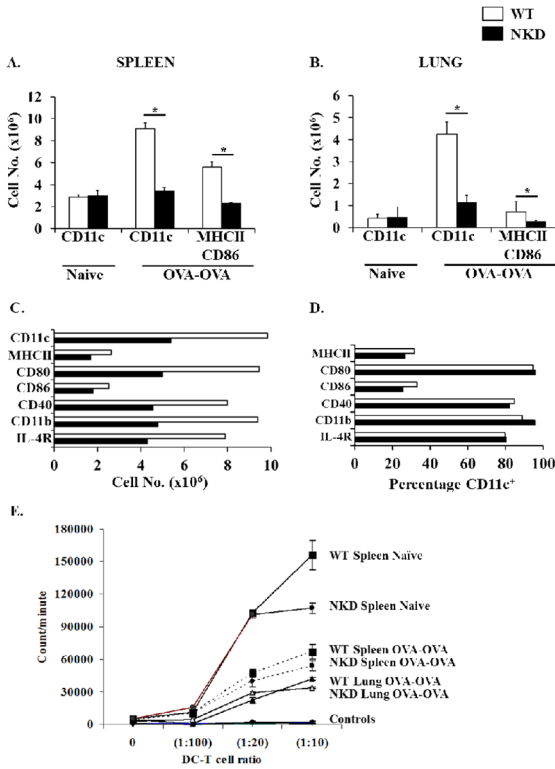 WT
NKD
A. SPLEEN
Cell No. (x10⁶)
12
10
8
6
4
2
0
*
*
CD11c CD11c MHCII
CD86
Naive OVA-OVA
B. LUNG
Cell No. (x10⁶)
6
5
4
3
2
1
0
*
*
CD11c CD11c MHCII
CD86
Naive OVA-OVA
C.
CD11c
MHCII
CD80
CD86
CD40
CD11b
IL-4R
0 2 4 6 8 10
Cell No. (x10⁶)
D.
MHCII
CD80
CD86
CD40
CD11b
IL-4R
0 20 40 60 80 100
Percentage CD11c⁺
E.
Count/minute
180000
150000
120000
90000
60000
30000
0
WT Spleen Naïve
NKD Spleen Naive
WT Spleen OVA-OVA
NKD Spleen OVA-OVA
WT Lung OVA-OVA
NKD Lung OVA-OVA
Controls
0 (1:100) (1:20) (1:10)
DC-T cell ratio